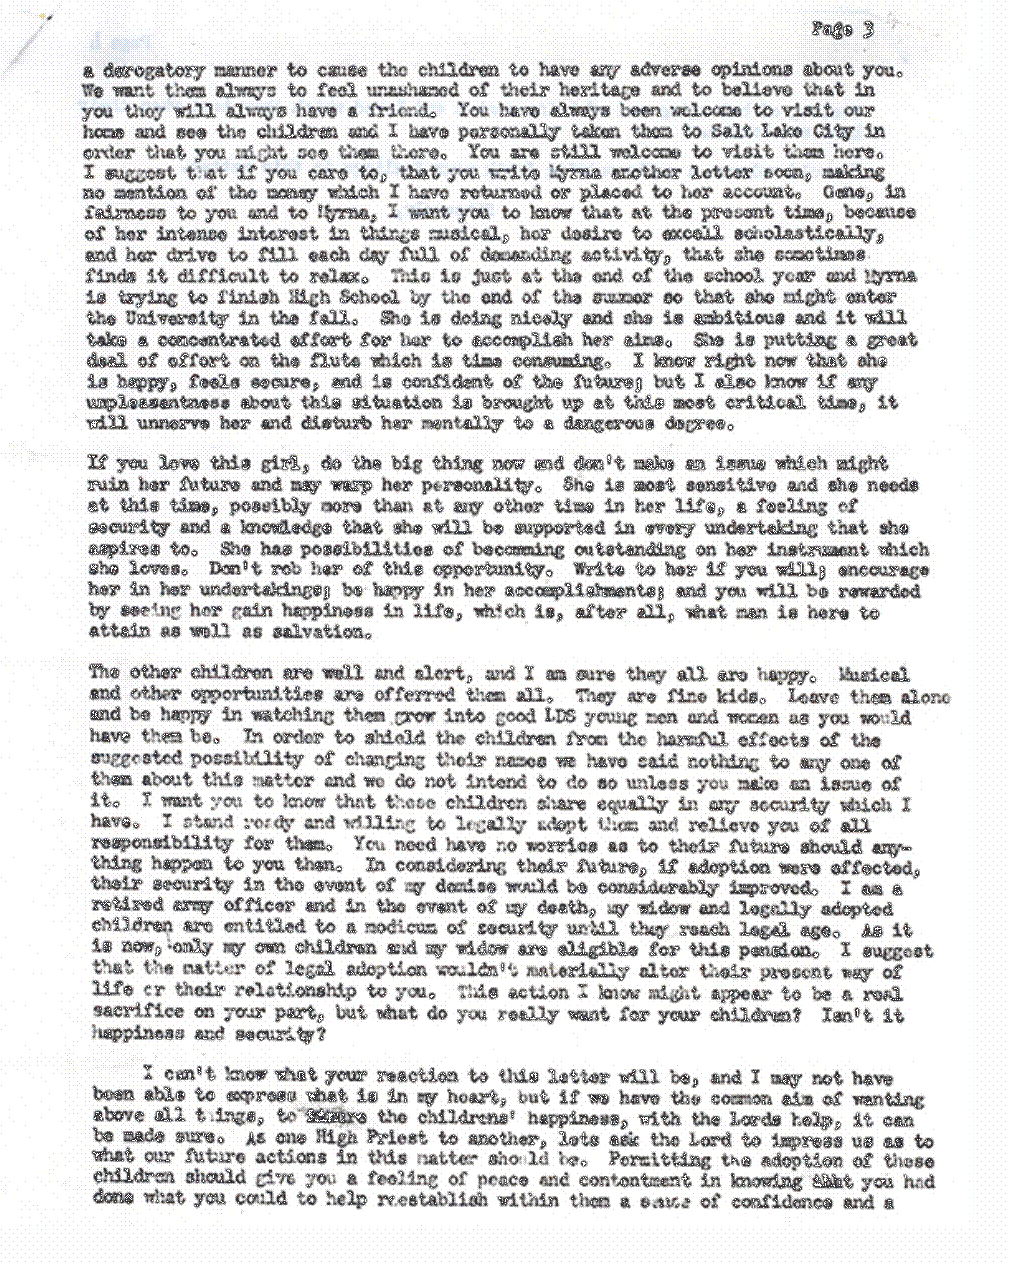 Page 3
a derogatory manner to cause the children to have any adverse opinions about you.
We want them always to feel unashamed of their heritage and to believe that in
you they will always have a friend. You have always been welcome to visit our
home and see the children and I have personally taken them to Salt Lake City in
order that you might see them there. You are still welcome to visit them here.
I suggest that if you care to, that you write Myrna another letter soon, making
no mention of the money which I have returned or placed to her account. Gene, in
fairness to you and to Myrna, I want you to know that at the present time, because
of her intense interest in things musical, her desire to excell scholastically,
and her drive to fill each day full of demanding activity, that she sometimes
finds it difficult to relax. This is just at the end of the school year and Myrna
is trying to finish High School by the end of the summer so that she might enter
the University in the fall. She is doing nicely and she is ambitious and it will
take a concentrated effort for her to accomplish her aims. She is putting a great
deal of effort on the flute which is time consuming. I know right now that she
is happy, feels secure, and is confident of the future; but I also know if any
unpleasantness about this situation is brought up at this most critical time, it
will unnerve her and disturb her mentally to a dangerous degree.
If you love this girl, do the big thing now and don't make an issue which might
ruin her future and may warp her personality. She is most sensitive and she needs
at this time, possibly more than at any other time in her life, a feeling of
security and a knowledge that she will be supported in every undertaking that she
aspires to. She has possibilities of becomming outstanding on her instrument which
she loves. Don't rob her of this opportunity. Write to her if you will; encourage
her in her undertakings; be happy in her accomplishments; and you will be rewarded
by seeing her gain happiness in life, which is, after all, what man is here to
attain as well as salvation.
The other children are well and alert, and I am sure they all are happy. Musical
and other opportunities are offerred them all. They are fine kids. Leave them alone
and be happy in watching them grow into good LDS young men and women as you would
have them be. In order to shield the children from the harmful effects of the
suggested possibility of changing their names we have said nothing to any one of
them about this matter and we do not intend to do so unless you make an issue of
it. I want you to know that these children share equally in any security which I
have. I stand ready and willing to legally adopt them and relieve you of all
responsibility for them. You need have no worries as to their future should any-
thing happen to you then. In considering their future, if adoption were effected,
their security in the event of my demise would be considerably improved. I am a
retired army officer and in the event of my death, my widow and legally adopted
children are entitled to a modicum of security until they reach legal age. As it
is now, only my own children and my widow are eligible for this pension. I suggest
that the matter of legal adoption wouldn't materially alter their present way of
life or their relationship to you. This action I know might appear to be a real
sacrifice on your part, but what do you really want for your children? Isn't it
happiness and security?
I can't know what your reaction to this letter will be, and I may not have
been able to express what is in my heart, but if we have the common aim of wanting
above all things, to the childrens' happiness, with the Lords help, it can
be made sure. As one High Priest to another, lets ask the Lord to impress us as to
what our future actions in this matter should be. Permitting the adoption of these
children should give you a feeling of peace and contentment in knowing that you had
done what you could to help reestablish within them a sense of confidence and a